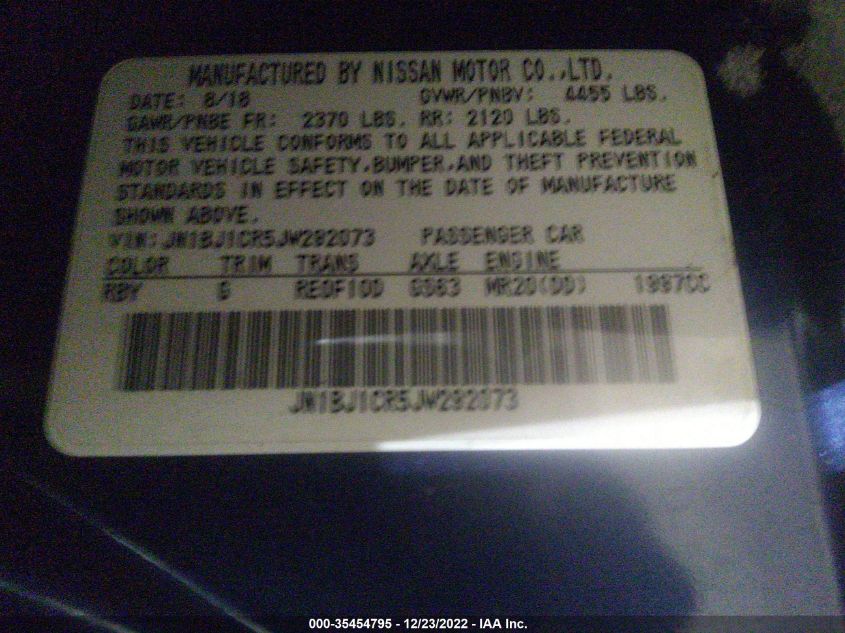 MANUFACTURED BY NISSAN MOTOR CO.,LTD.
DATE: 8/18 GVWR/PNBV: 4455 LBS.
GAWR/PNBE FR: 2370 LBS. RR: 2120 LBS.
THIS VEHICLE CONFORMS TO ALL APPLICABLE FEDERAL
MOTOR VEHICLE SAFETY,BUMPER,AND THEFT PREVENTION
STANDARDS IN EFFECT ON THE DATE OF MANUFACTURE
SHOWN ABOVE.
VIN: JN1BJ1CR5JW292073 PASSENGER CAR
COLOR TRIM TRANS AXLE ENGINE
RBY G RE0F10D GS63 MR20(DD) 1997CC
JN1BJ1CR5JW292073
000-35454795 - 12/23/2022 - IAA Inc.